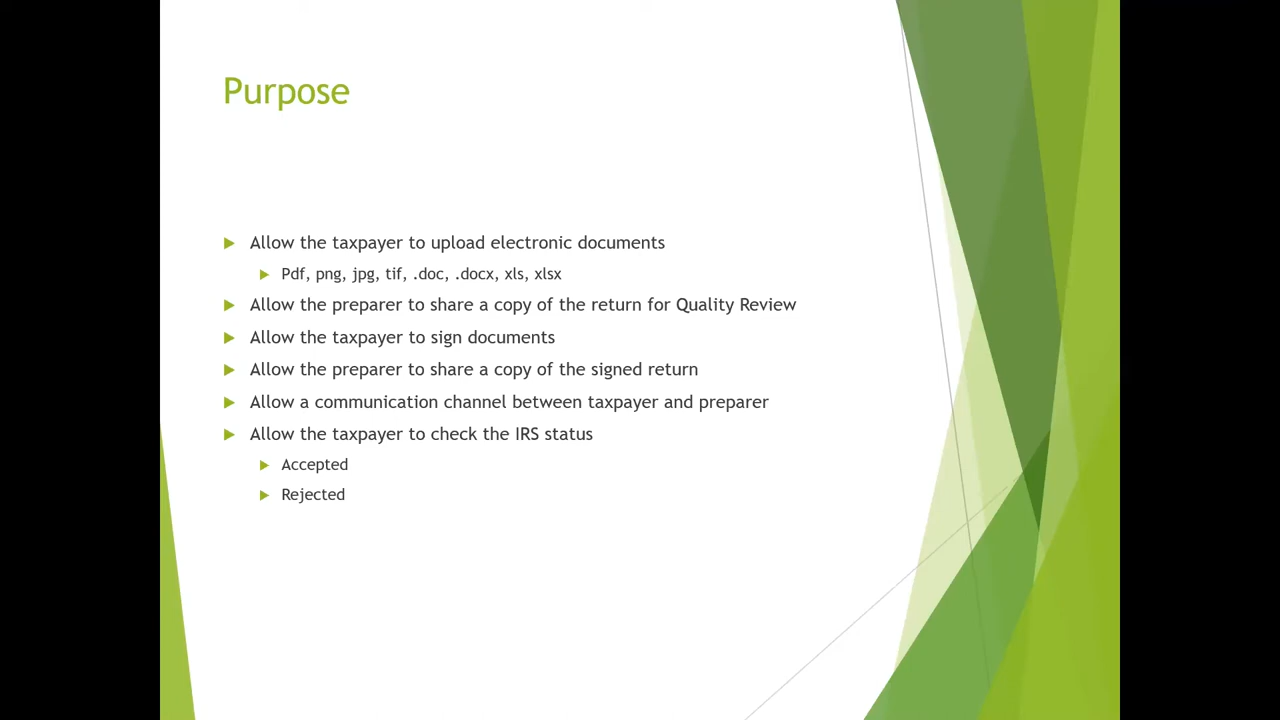 Purpose
Allow the taxpayer to upload electronic documents
Pdf, png, jpg, tif, .doc, .docx, xls, xlsx
Allow the preparer to share a copy of the return for Quality Review
Allow the taxpayer to sign documents
Allow the preparer to share a copy of the signed return
Allow a communication channel between taxpayer and preparer
Allow the taxpayer to check the IRS status
Accepted
Rejected